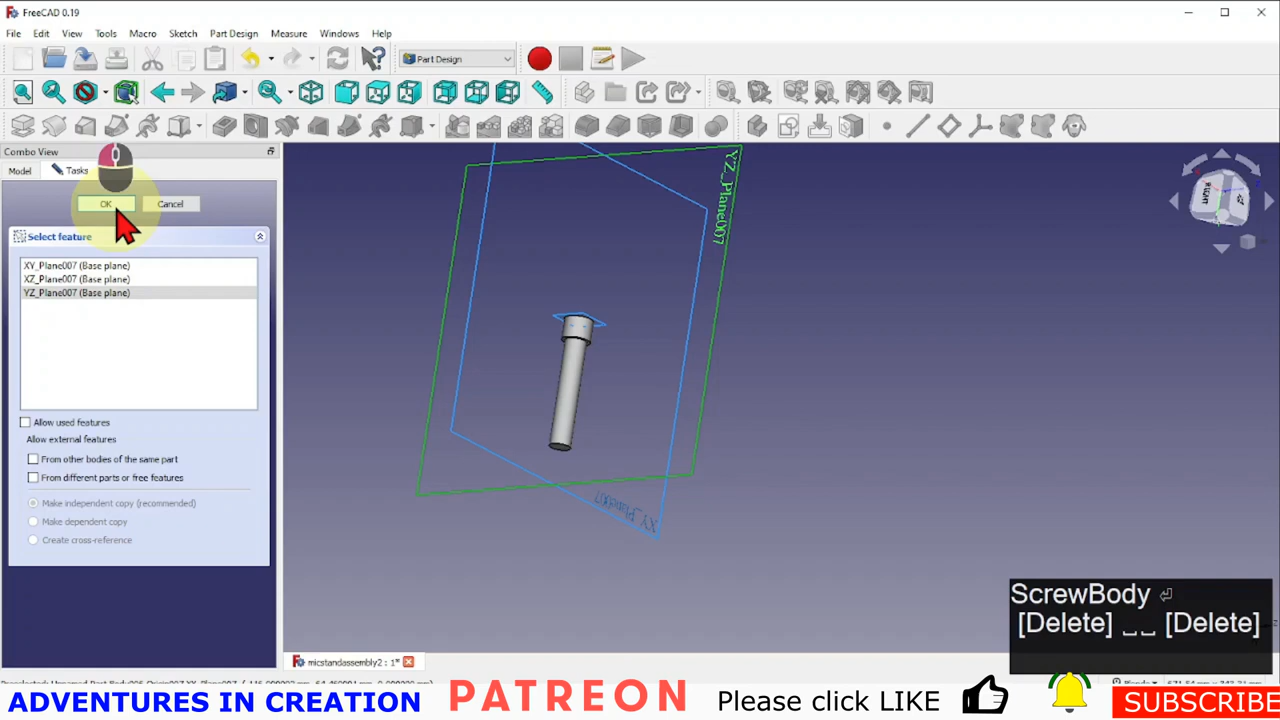 FreeCAD 0.19
File Edit View Tools Macro Sketch Part Design Measure Windows Help
Part Design
Combo View
Model Tasks
OK Cancel
Select feature
XY_Plane007 (Base plane)
XZ_Plane007 (Base plane)
YZ_Plane007 (Base plane)
Allow used features
Allow external features
From other bodies of the same part
From different parts or free features
Make independent copy (recommended)
Make dependent copy
Create cross-reference
YZ_Plane007
XY_Plane007
ScrewBody ⏎
[Delete] ␣␣ [Delete]
micstandassembly2 : 1*
ADVENTURES IN CREATION PATREON Please click LIKE SUBSCRIBE